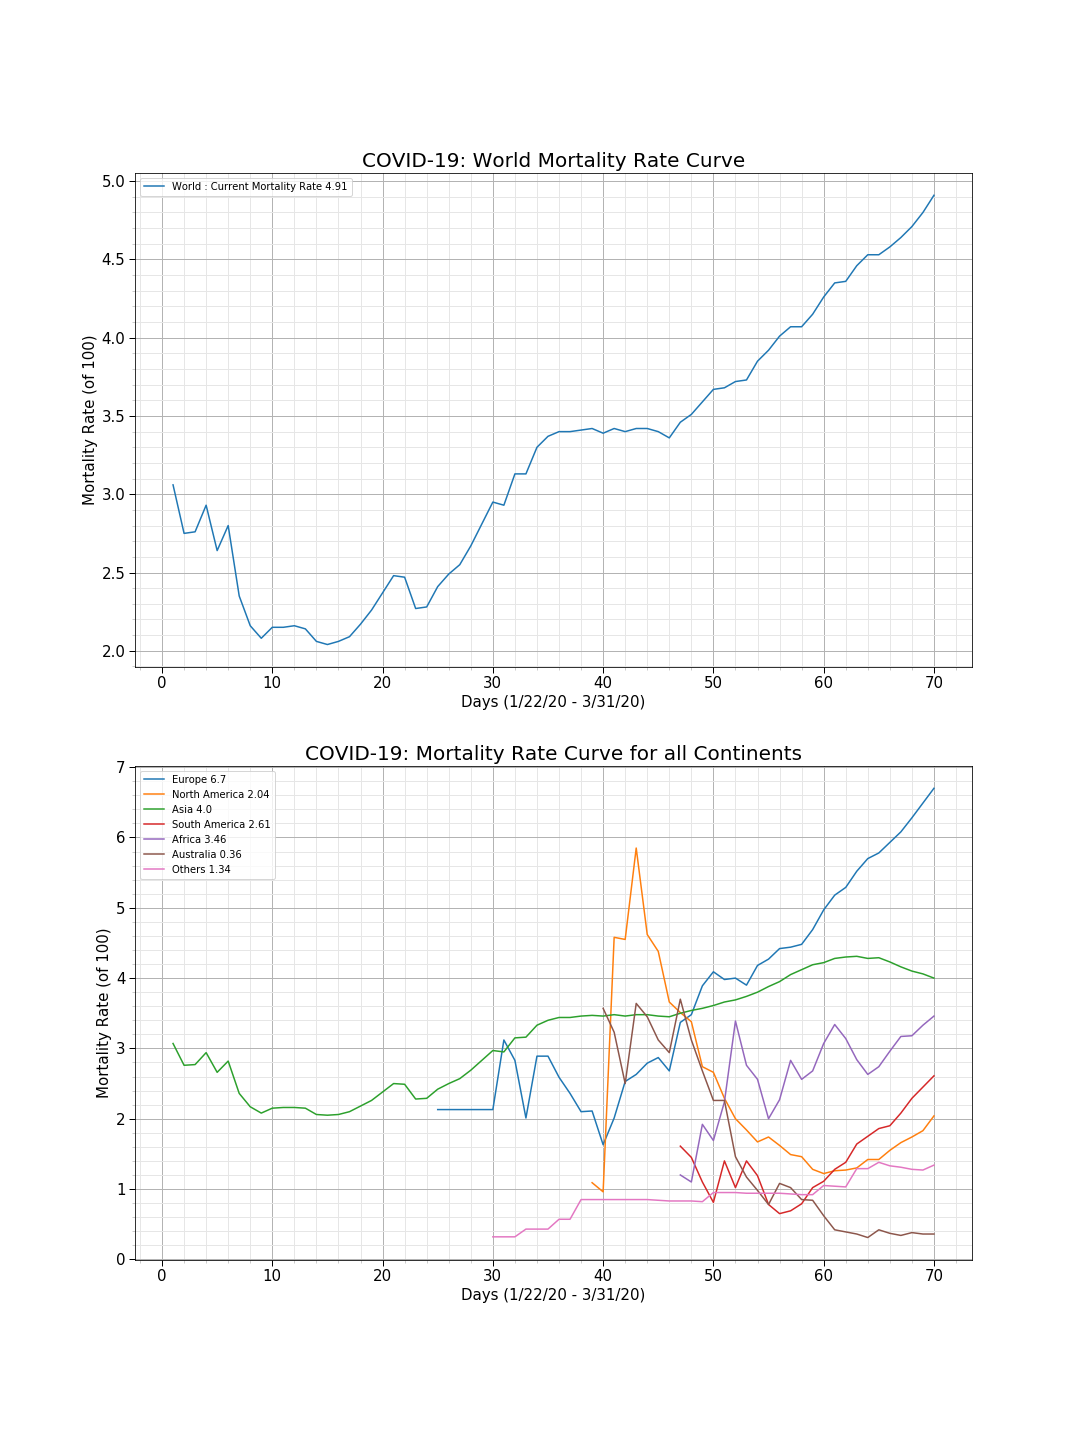 COVID-19: World Mortality Rate Curve
World : Current Mortality Rate 4.91
Mortality Rate (of 100)
5.0
4.5
4.0
3.5
3.0
2.5
2.0
0 10 20 30 40 50 60 70
Days (1/22/20 - 3/31/20)
COVID-19: Mortality Rate Curve for all Continents
Europe 6.7
North America 2.04
Asia 4.0
South America 2.61
Africa 3.46
Australia 0.36
Others 1.34
Mortality Rate (of 100)
7
6
5
4
3
2
1
0
0 10 20 30 40 50 60 70
Days (1/22/20 - 3/31/20)